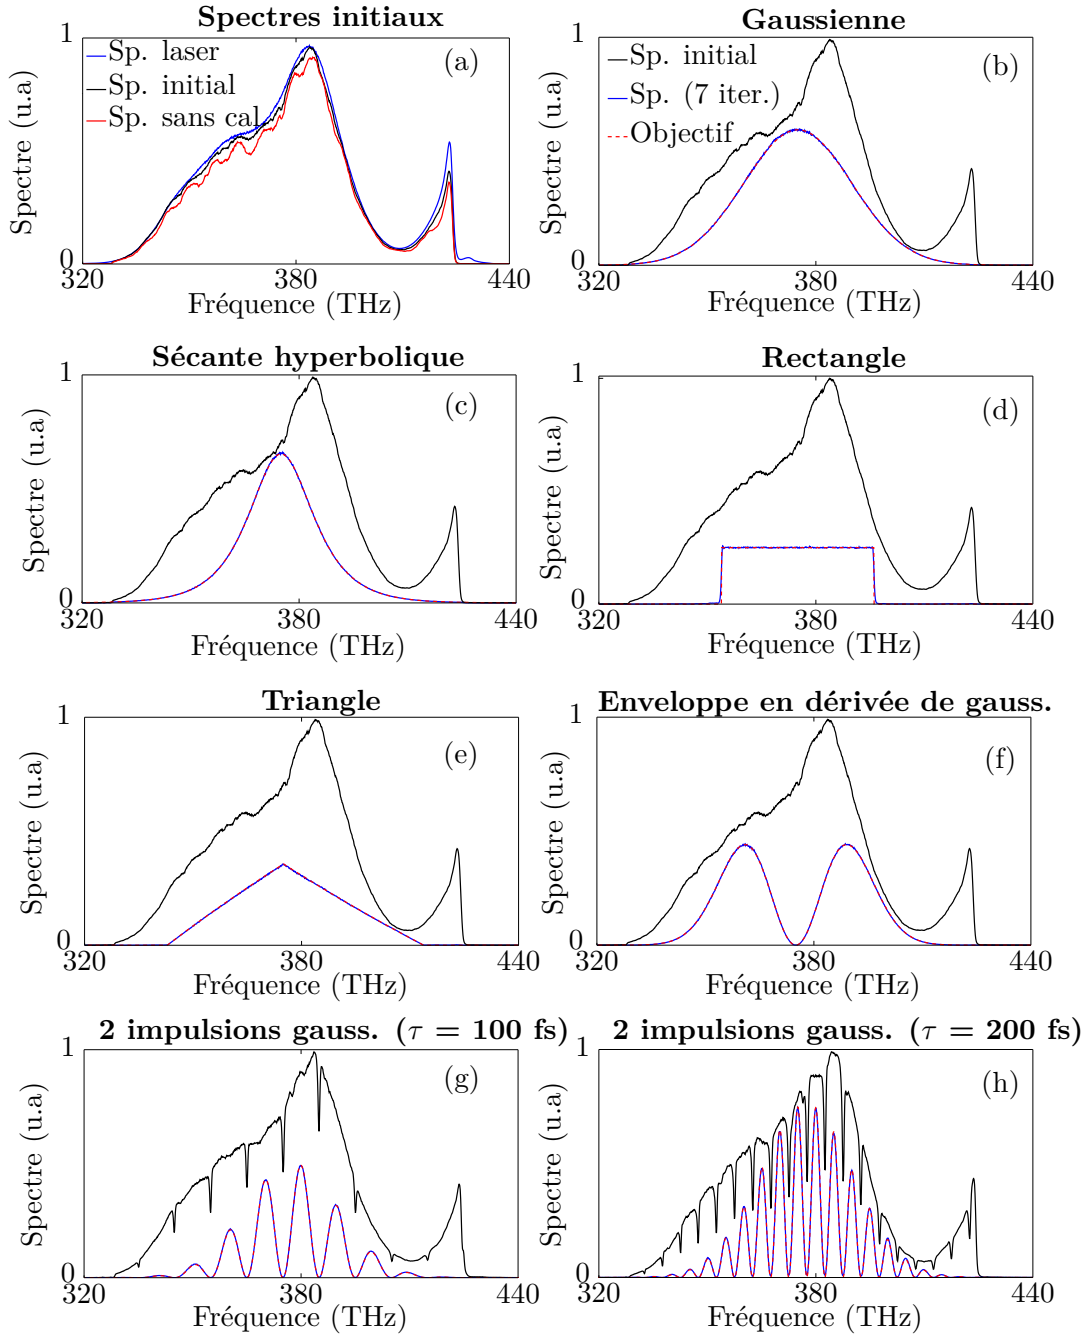 Spectres initiaux
1
Sp. laser
Sp. initial
Sp. sans cal.
(a)
Spectre (u.a)
0
320
380
440
Fréquence (THz)
Gaussienne
1
Sp. initial
Sp. (7 iter.)
Objectif
(b)
Spectre (u.a)
0
320
380
440
Fréquence (THz)
Sécante hyperbolique
1
(c)
Spectre (u.a)
0
320
380
440
Fréquence (THz)
Rectangle
1
(d)
Spectre (u.a)
0
320
380
440
Fréquence (THz)
Triangle
1
(e)
Spectre (u.a)
0
320
380
440
Fréquence (THz)
Enveloppe en dérivée de gauss.
1
(f)
Spectre (u.a)
0
320
380
440
Fréquence (THz)
2 impulsions gauss. (τ = 100 fs)
1
(g)
Spectre (u.a)
0
320
380
440
Fréquence (THz)
2 impulsions gauss. (τ = 200 fs)
1
(h)
Spectre (u.a)
0
320
380
440
Fréquence (THz)